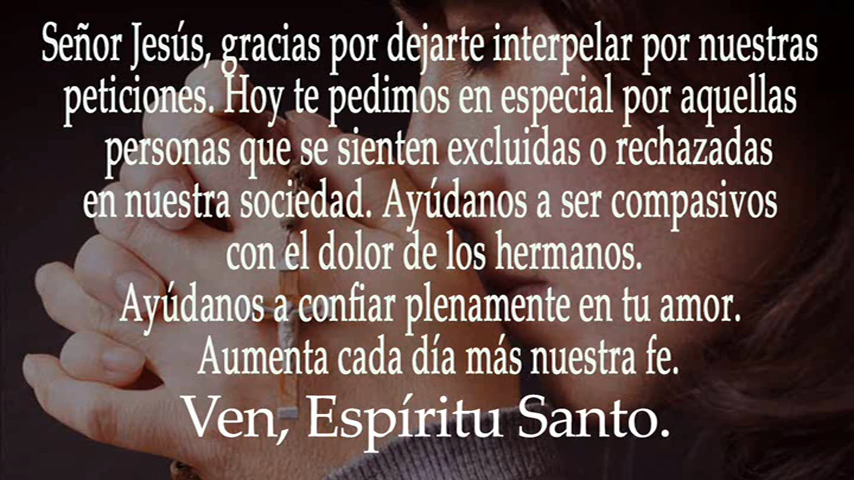 Señor Jesús, gracias por dejarte interpelar por nuestras
peticiones. Hoy te pedimos en especial por aquellas
personas que se sienten excluidas o rechazadas
en nuestra sociedad. Ayúdanos a ser compasivos
con el dolor de los hermanos.
Ayúdanos a confiar plenamente en tu amor.
Aumenta cada día más nuestra fe.
Ven, Espíritu Santo.